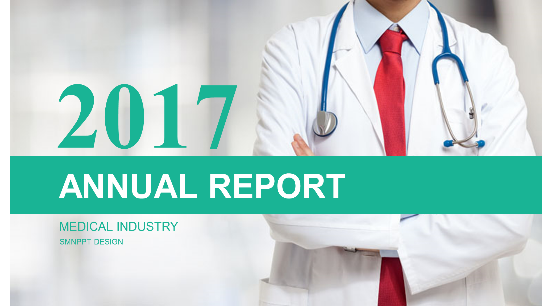 2017
ANNUAL REPORT
MEDICAL INDUSTRY
SMNPPT DESIGN